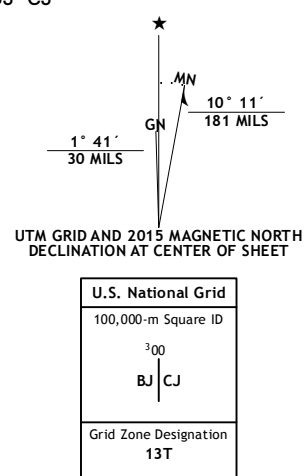 ★
MN
GN
10° 11´
181 MILS
1° 41´
30 MILS
UTM GRID AND 2015 MAGNETIC NORTH
DECLINATION AT CENTER OF SHEET
U.S. National Grid
100,000-m Square ID
³00
BJ CJ
Grid Zone Designation
13T